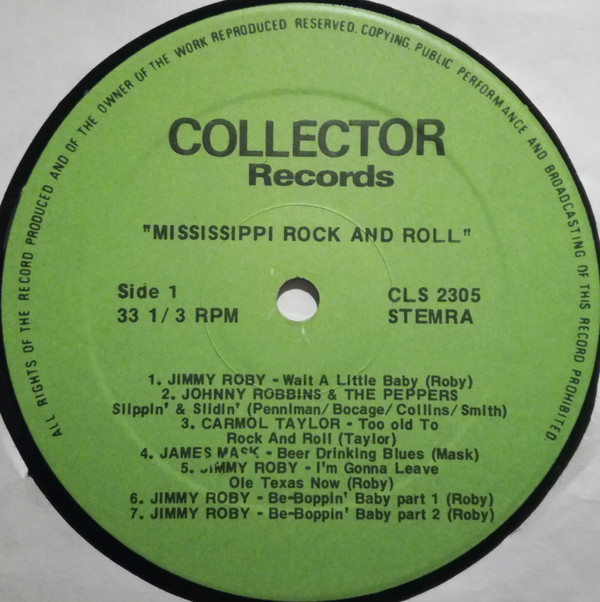 ALL RIGHTS OF THE RECORD PRODUCED AND OF THE OWNER OF THE WORK REPRODUCED RESERVED. COPYING, PUBLIC PERFORMANCE AND BROADCASTING OF THIS RECORD PROHIBITED.
COLLECTOR
Records
"MISSISSIPPI ROCK AND ROLL"
Side 1
33 1/3 RPM
CLS 2305
STEMRA
1. JIMMY ROBY - Wait A Little Baby (Roby)
2. JOHNNY ROBBINS & THE PEPPERS
Slippin' & Slidin' (Penniman/Bocage/Collins/Smith)
3. CARMOL TAYLOR - Too old To
Rock And Roll (Taylor)
4. JAMES MASK - Beer Drinking Blues (Mask)
5. JIMMY ROBY - I'm Gonna Leave
Ole Texas Now (Roby)
6. JIMMY ROBY - Be-Boppin' Baby part 1 (Roby)
7. JIMMY ROBY - Be-Boppin' Baby part 2 (Roby)